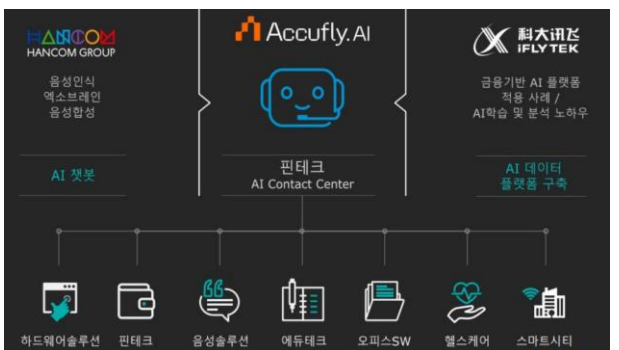 HANCOM
HANCOM GROUP
음성인식
엑소브레인
음성합성
AI 챗봇
Accufly.AI
핀테크
AI Contact Center
科大讯飞
iFLYTEK
금융기반 AI 플랫폼
적용 사례 /
AI학습 및 분석 노하우
AI 데이터
플랫폼 구축
하드웨어솔루션
핀테크
음성솔루션
에듀테크
오피스SW
헬스케어
스마트시티